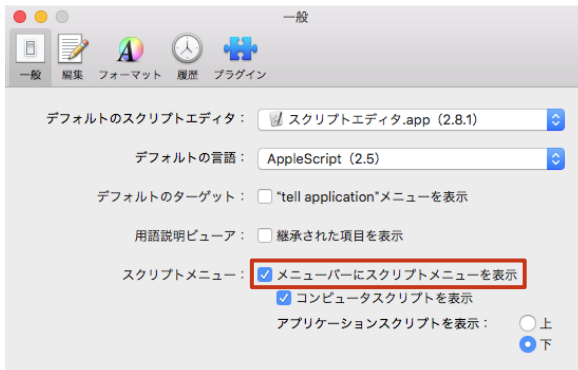 一般
一般 編集 フォーマット 履歴 プラグイン
デフォルトのスクリプトエディタ： スクリプトエディタ.app（2.8.1）
デフォルトの言語： AppleScript（2.5）
デフォルトのターゲット： “tell application”メニューを表示
用語説明ビューア： 継承された項目を表示
スクリプトメニュー： メニューバーにスクリプトメニューを表示
コンピュータスクリプトを表示
アプリケーションスクリプトを表示： 上
下